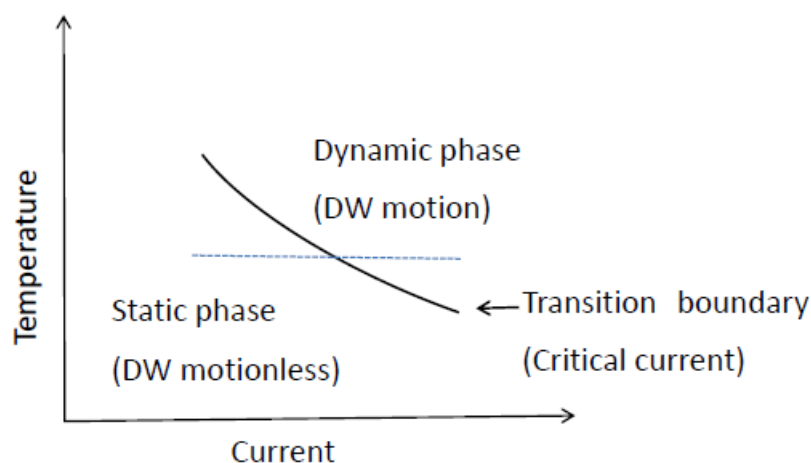 Temperature
Dynamic phase
(DW motion)
Static phase
(DW motionless)
Transition boundary
(Critical current)
Current